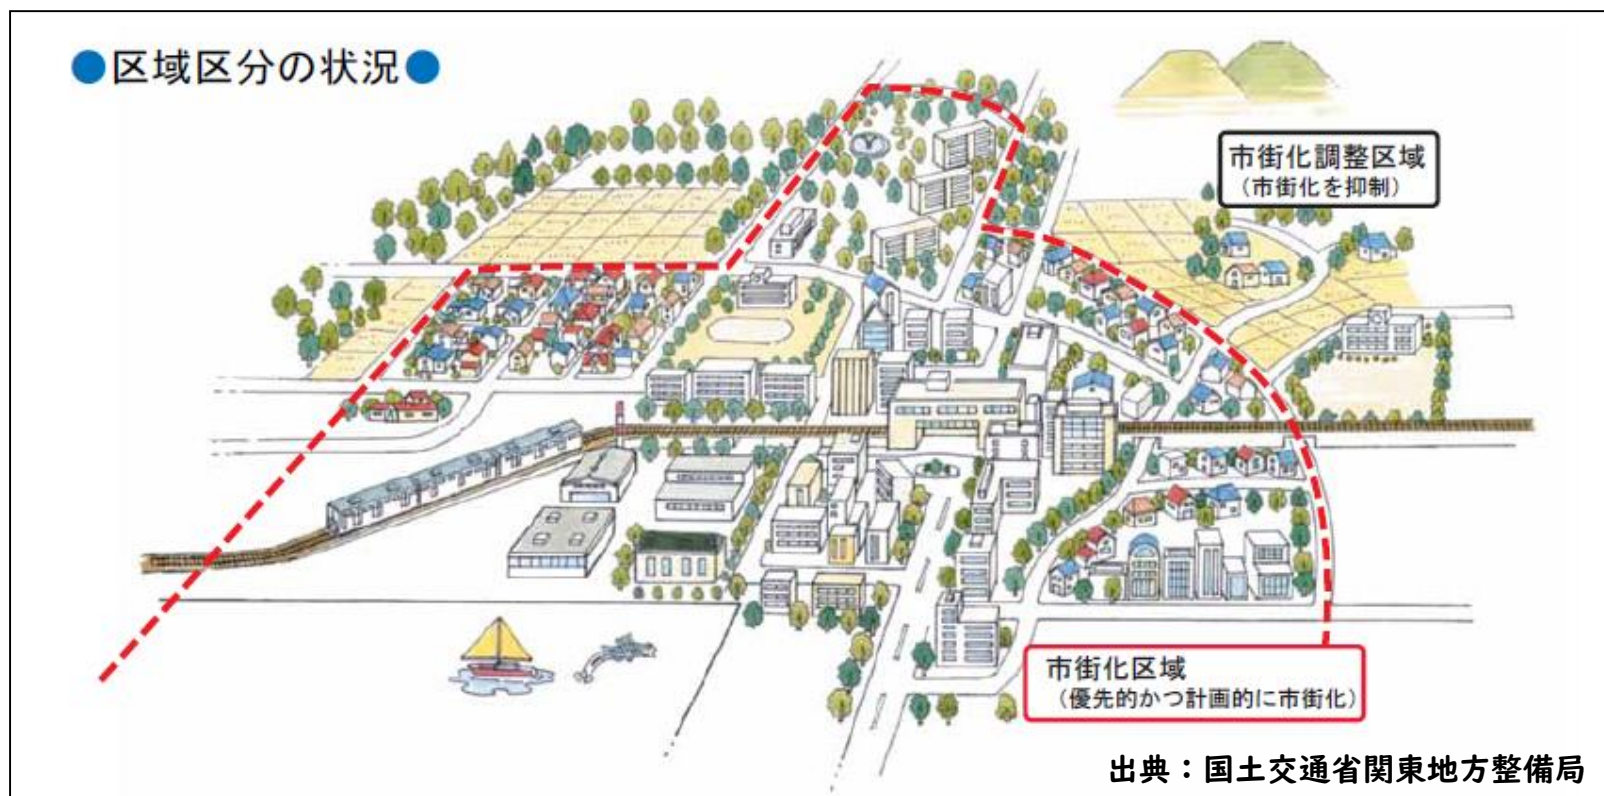 ●区域区分の状況●
市街化調整区域
（市街化を抑制）
市街化区域
（優先的かつ計画的に市街化）
出典：国土交通省関東地方整備局